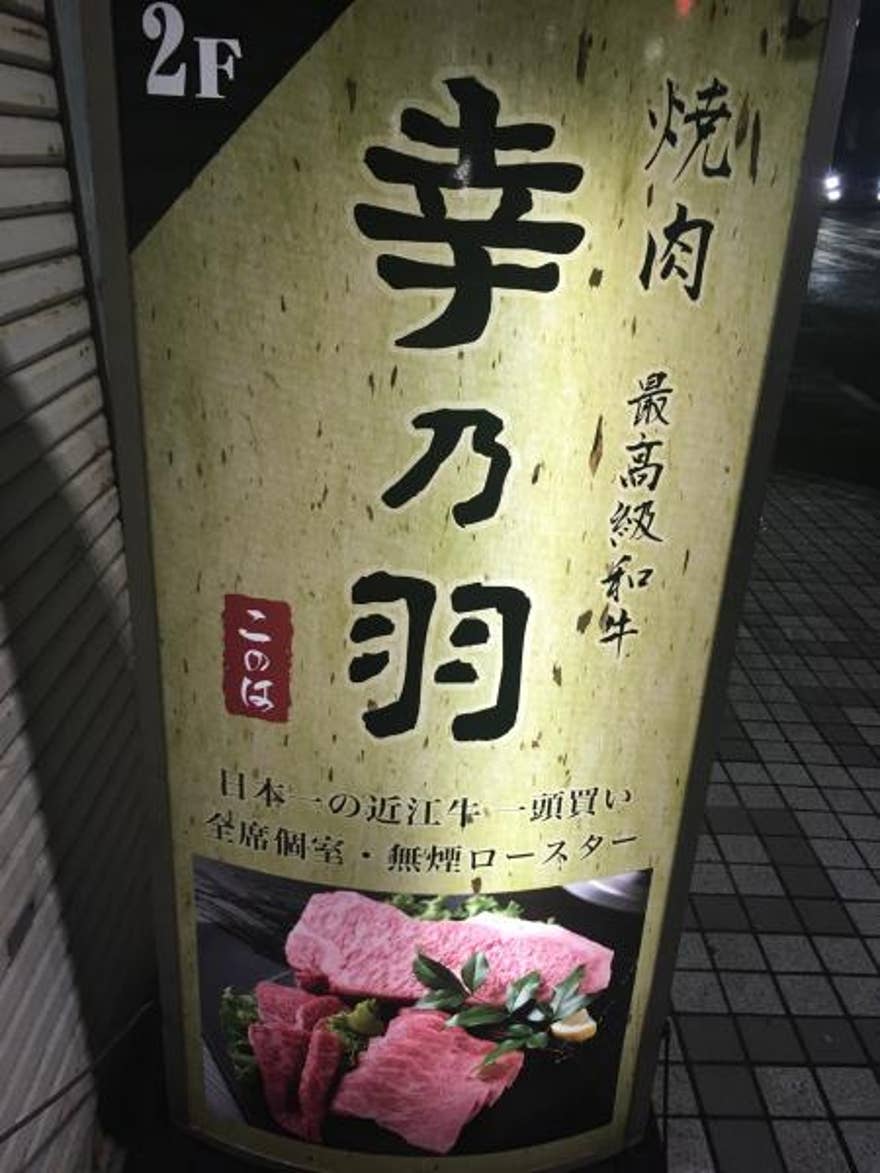 2F
焼肉
最高級和牛
幸乃羽
このは
日本一の近江牛一頭買い
全席個室・無煙ロースター